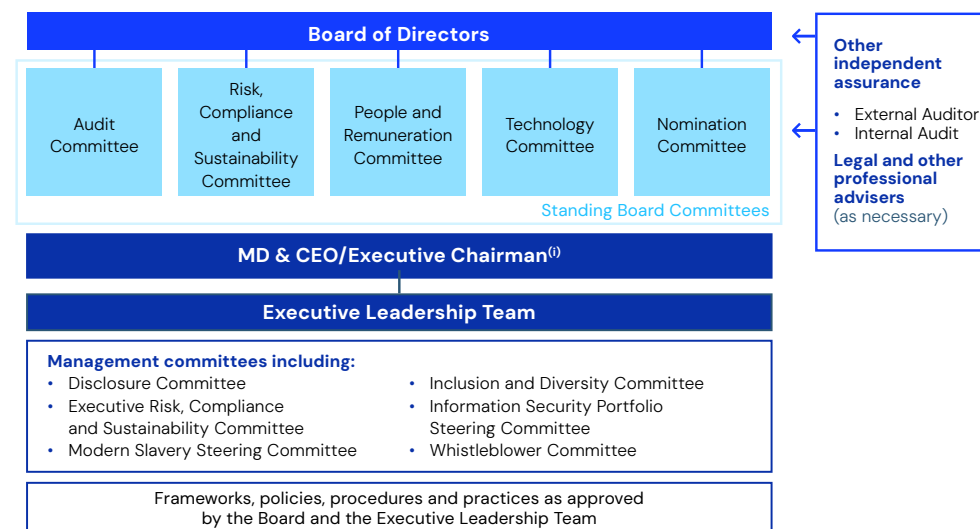 Board of Directors
Audit
Committee
Risk,
Compliance
and
Sustainability
Committee
People and
Remuneration
Committee
Technology
Committee
Nomination
Committee
Standing Board Committees
Other
independent
assurance
• External Auditor
• Internal Audit
Legal and other
professional
advisers
(as necessary)
MD & CEO/Executive Chairman(i)
Executive Leadership Team
Management committees including:
• Disclosure Committee
• Executive Risk, Compliance
and Sustainability Committee
• Modern Slavery Steering Committee
• Inclusion and Diversity Committee
• Information Security Portfolio
Steering Committee
• Whistleblower Committee
Frameworks, policies, procedures and practices as approved
by the Board and the Executive Leadership Team